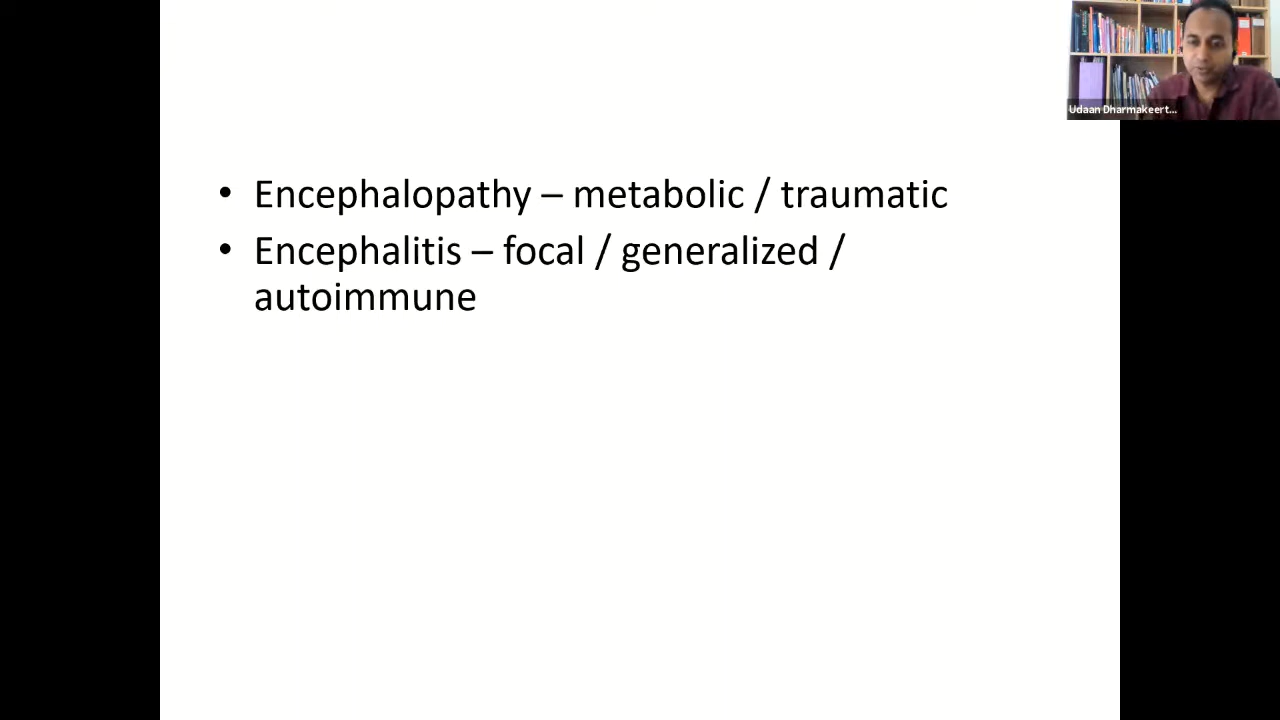 • Encephalopathy – metabolic / traumatic
• Encephalitis – focal / generalized /
autoimmune
Udaan Dharmakeert...